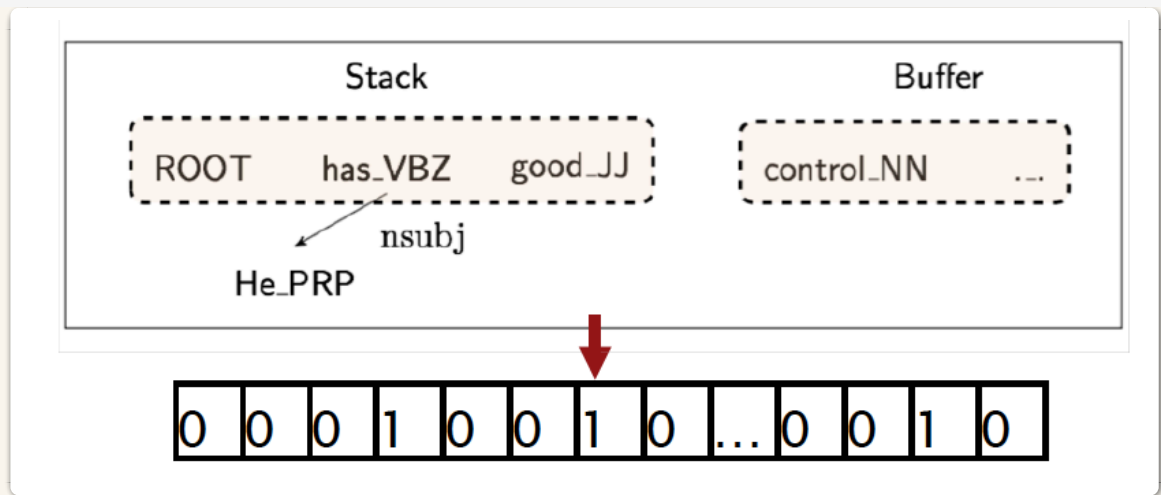 Stack Buffer
ROOT has_VBZ good_JJ control_NN ._.
nsubj
He_PRP
0 0 0 1 0 0 1 0 ... 0 0 1 0